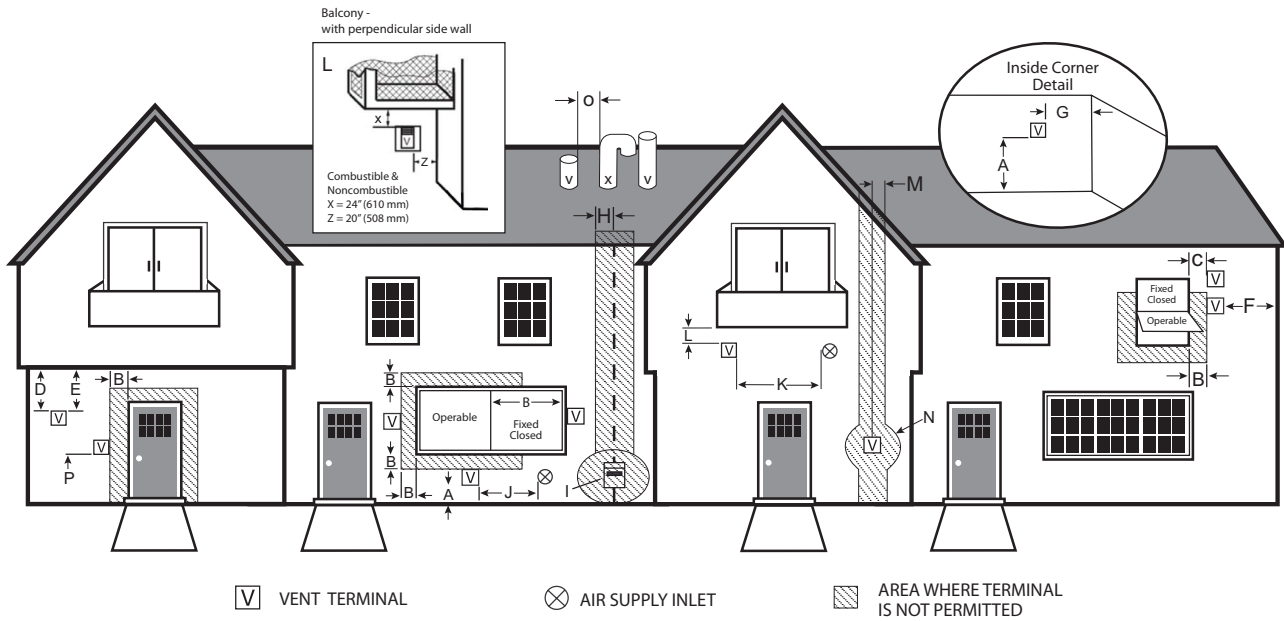 Balcony -
with perpendicular side wall
L
x
V
Z
Combustible &
Noncombustible
X = 24" (610 mm)
Z = 20" (508 mm)
O
v
x
v
Inside Corner
Detail
G
V
A
H
M
C
V
Fixed
Closed
V
F
Operable
B
L
V
K
D
E
B
V
V
P
B
V
Operable
B
Fixed
Closed
V
B
B
V
A
J
I
N
V
V VENT TERMINAL
AIR SUPPLY INLET
AREA WHERE TERMINAL
IS NOT PERMITTED